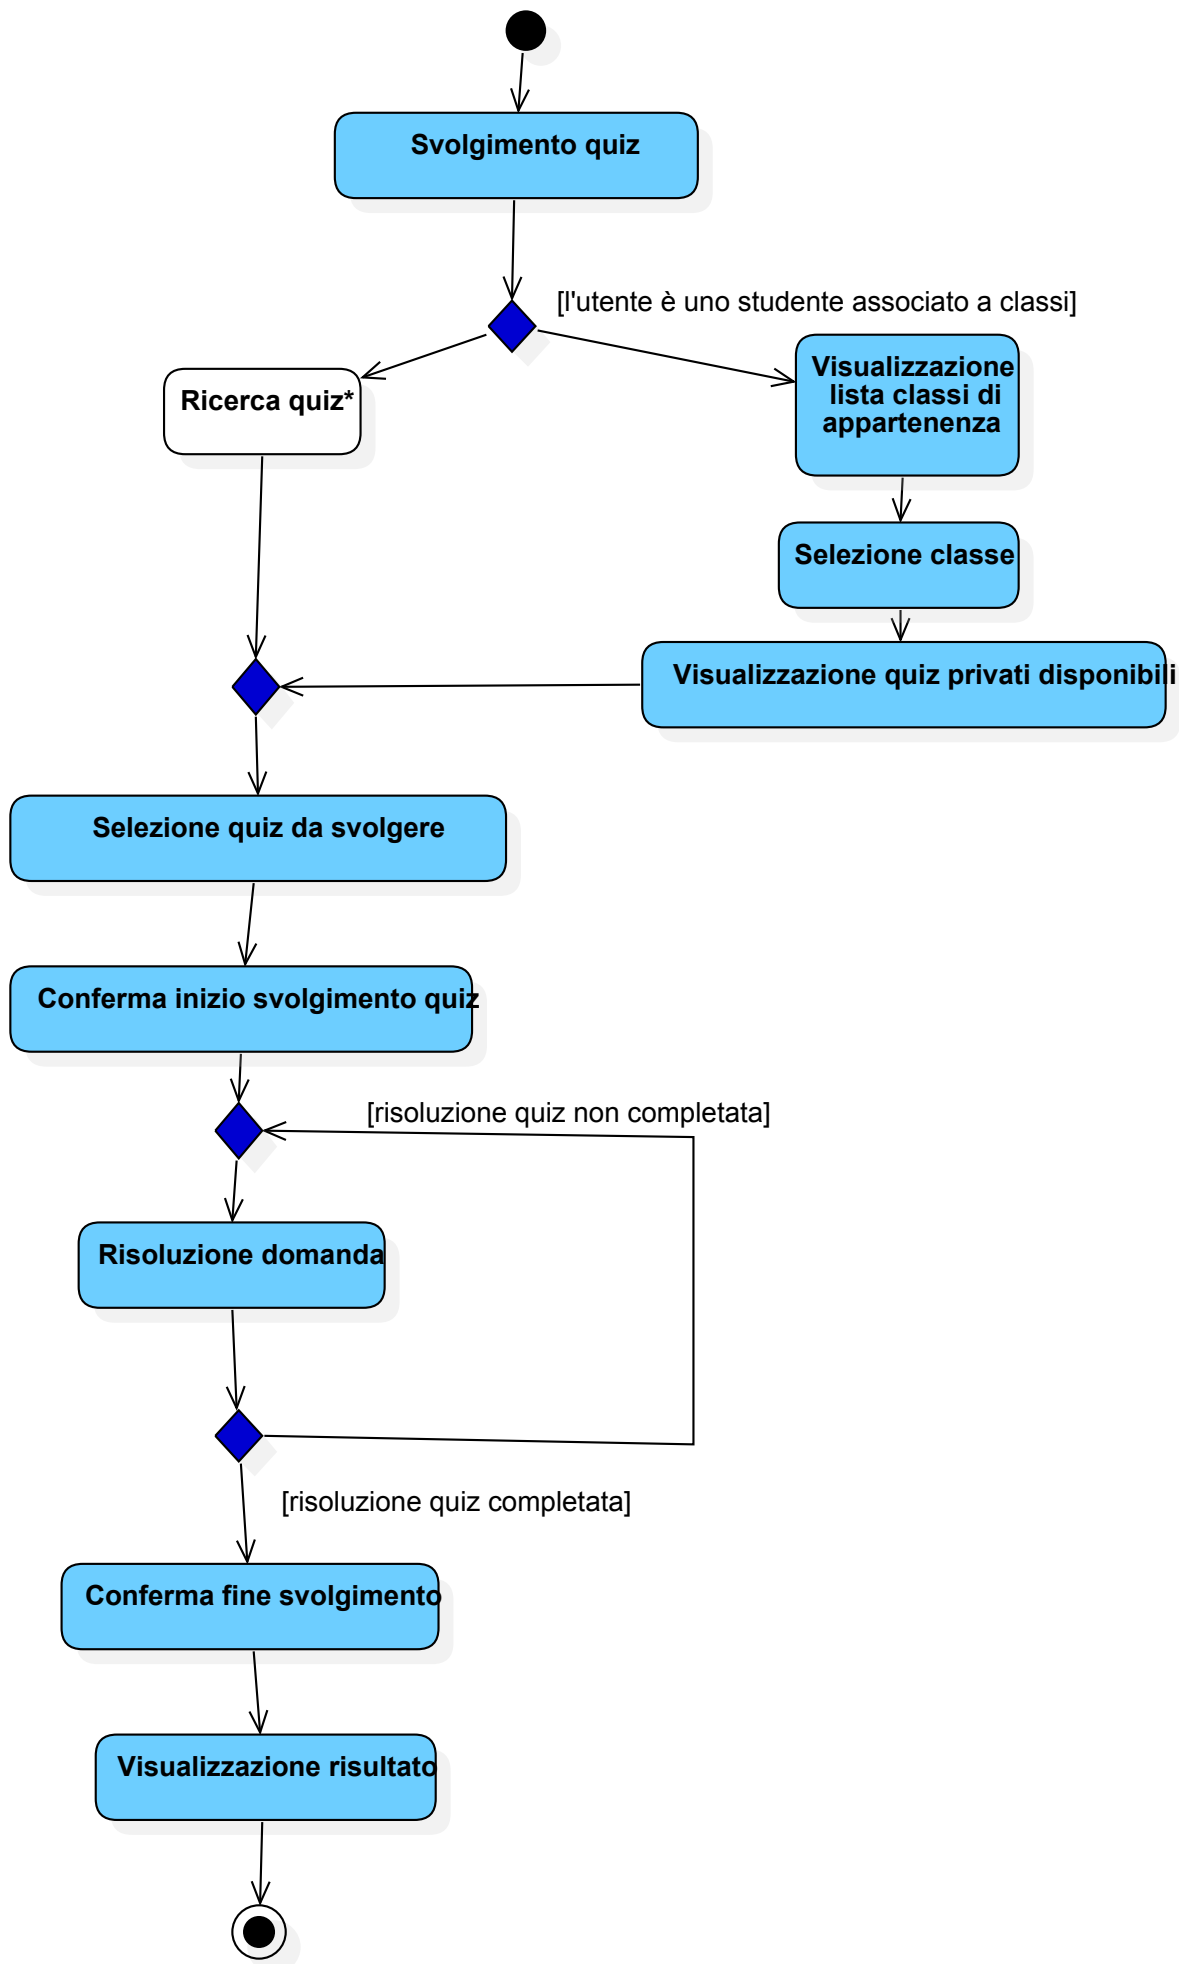 Svolgimento quiz
[l'utente è uno studente associato a classi]
Ricerca quiz*
Visualizzazione
lista classi di
appartenenza
Selezione classe
Visualizzazione quiz privati disponibili
Selezione quiz da svolgere
Conferma inizio svolgimento quiz
[risoluzione quiz non completata]
Risoluzione domanda
[risoluzione quiz completata]
Conferma fine svolgimento
Visualizzazione risultato